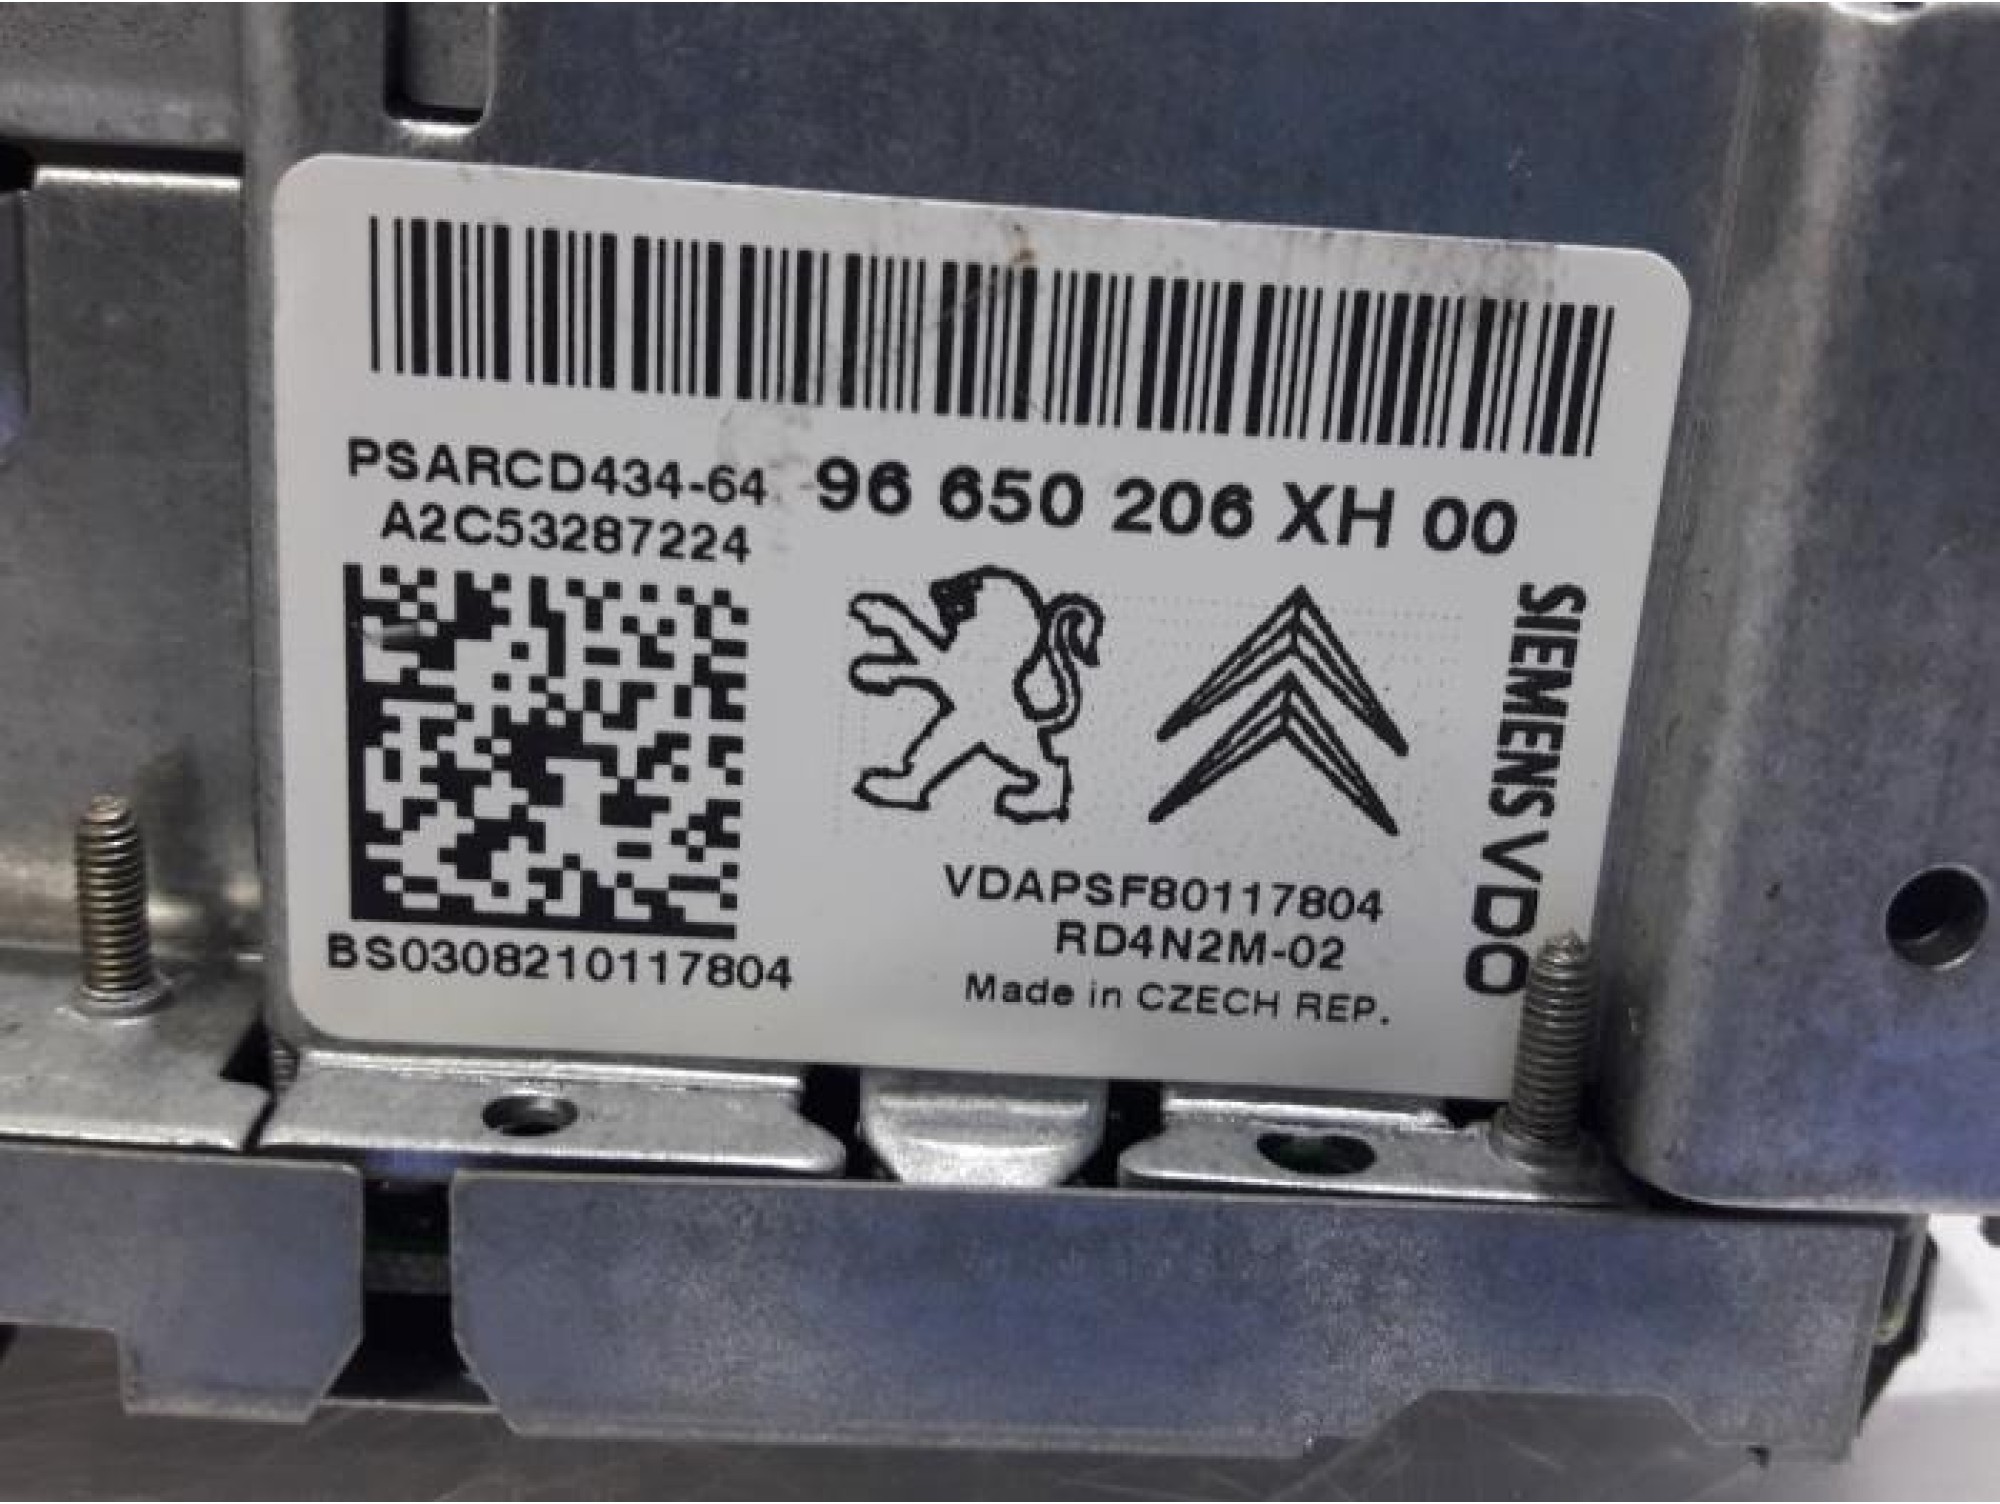 PSARCD434-64 96 650 206 XH 00
A2C53287224
SIEMENS VDO
VDAPSF80117804
RD4N2M-02
BS0308210117804
Made in CZECH REP.